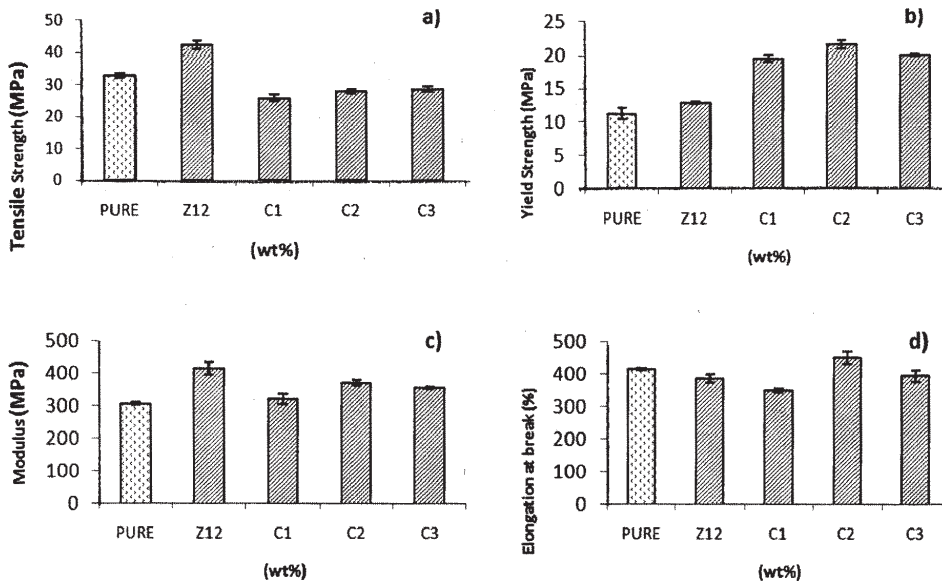 a)
Tensile Strength (MPa)
50
40
30
20
10
0
PURE Z12 C1 C2 C3
(wt%)
b)
Yield Strength (MPa)
25
20
15
10
5
0
PURE Z12 C1 C2 C3
(wt%)
c)
Modulus (MPa)
500
400
300
200
100
0
PURE Z12 C1 C2 C3
(wt%)
d)
Elongation at break (%)
500
400
300
200
100
0
PURE Z12 C1 C2 C3
(wt%)